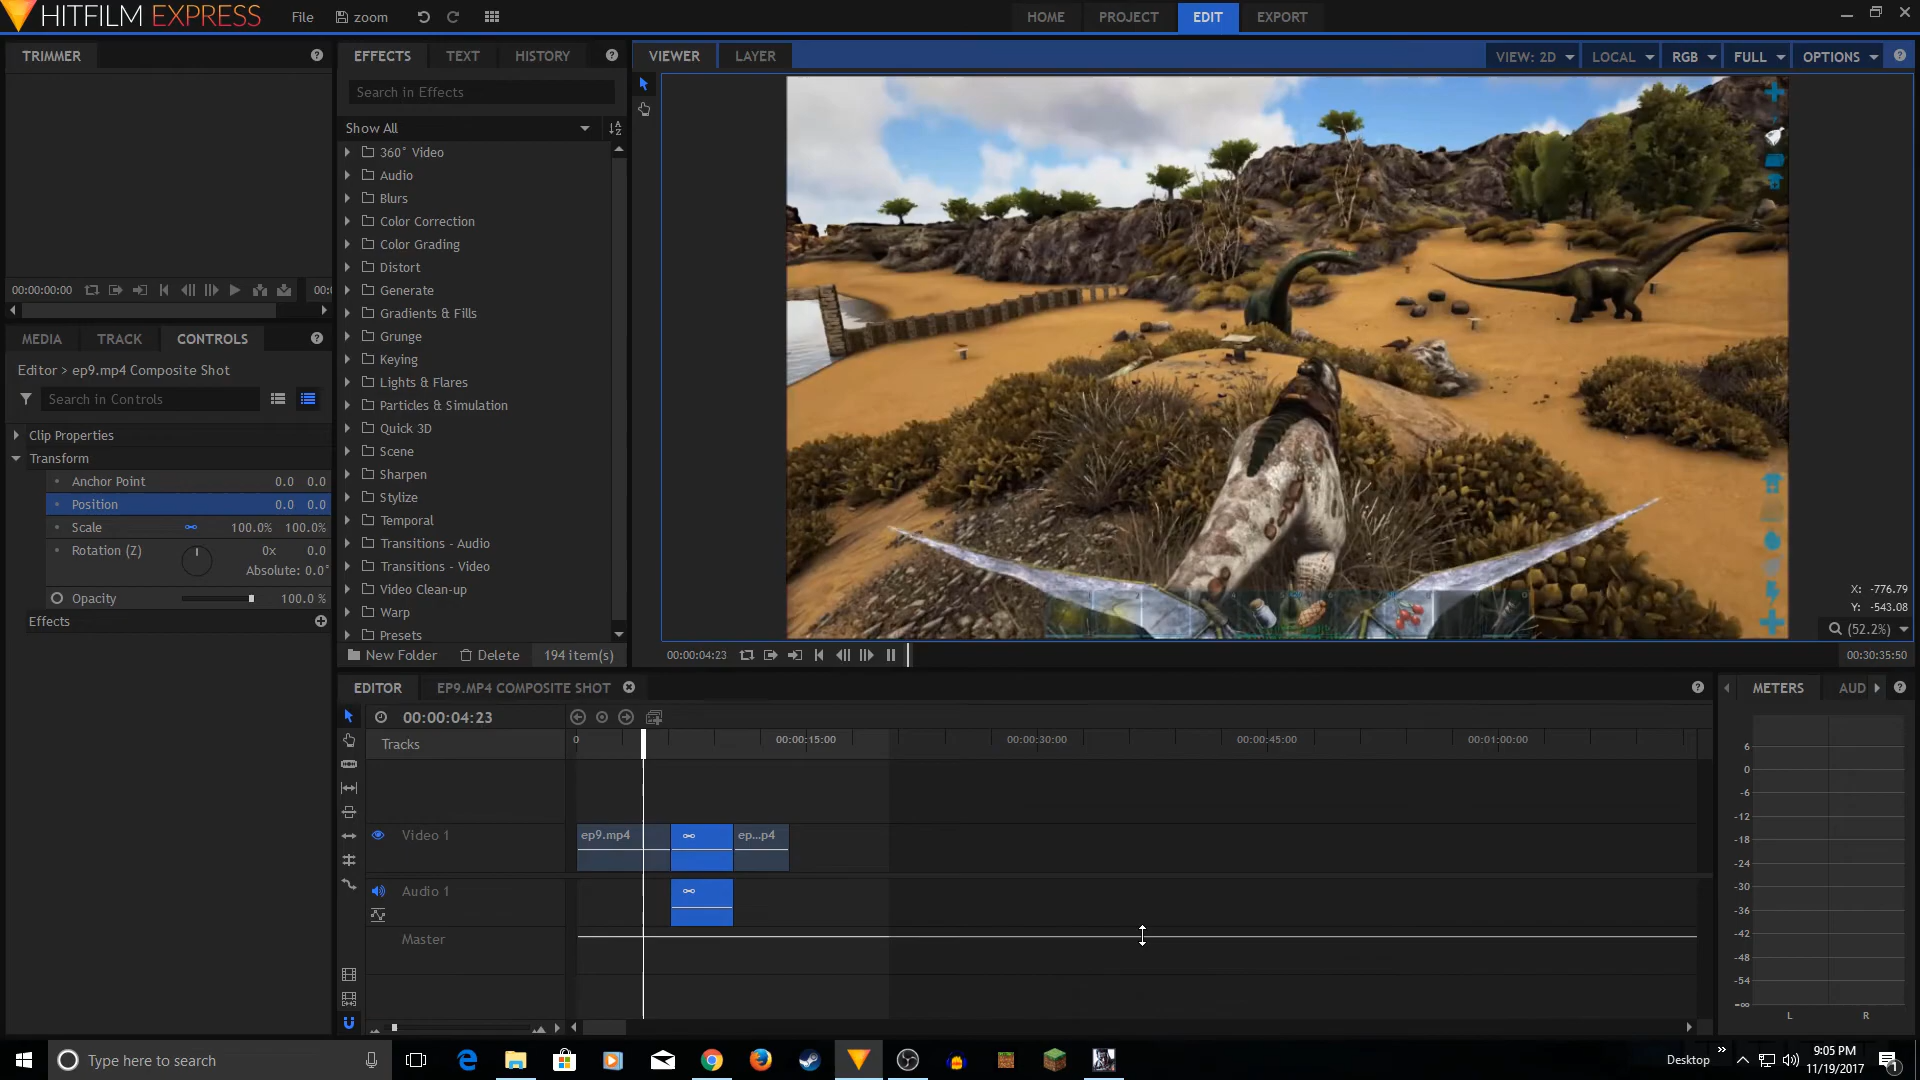 HITFILM EXPRESS File zoom HOME PROJECT EDIT EXPORT
TRIMMER
EFFECTS TEXT HISTORY
VIEWER LAYER VIEW: 2D LOCAL RGB FULL OPTIONS
Search in Effects
Show All
360° Video
Audio
Blurs
Color Correction
Color Grading
Distort
Generate
Gradients & Fills
Grunge
Keying
Lights & Flares
Particles & Simulation
Quick 3D
Scene
Sharpen
Stylize
Temporal
Transitions - Audio
Transitions - Video
Video Clean-up
Warp
Presets
New Folder Delete 194 item(s)
00:00:00:00 00:
MEDIA TRACK CONTROLS
Editor > ep9.mp4 Composite Shot
Search in Controls
Clip Properties
Transform
Anchor Point 0.0 0.0
Position 0.0 0.0
Scale 100.0% 100.0%
Rotation (Z) 0x 0.0
Absolute: 0.0°
Opacity 100.0 %
Effects
X: -776.79
Y: -543.08
(52.2%)
00:00:04:23 00:30:35:50
EDITOR EP9.MP4 COMPOSITE SHOT
00:00:04:23
Tracks 0 00:00:15:00 00:00:30:00 00:00:45:00 00:01:00:00
Video 1 ep9.mp4 ep...p4
Audio 1
Master
METERS AUD
6
0
-6
-12
-18
-24
-30
-36
-42
-48
-54
-∞
L R
Type here to search Desktop 9:05 PM
11/19/2017
1